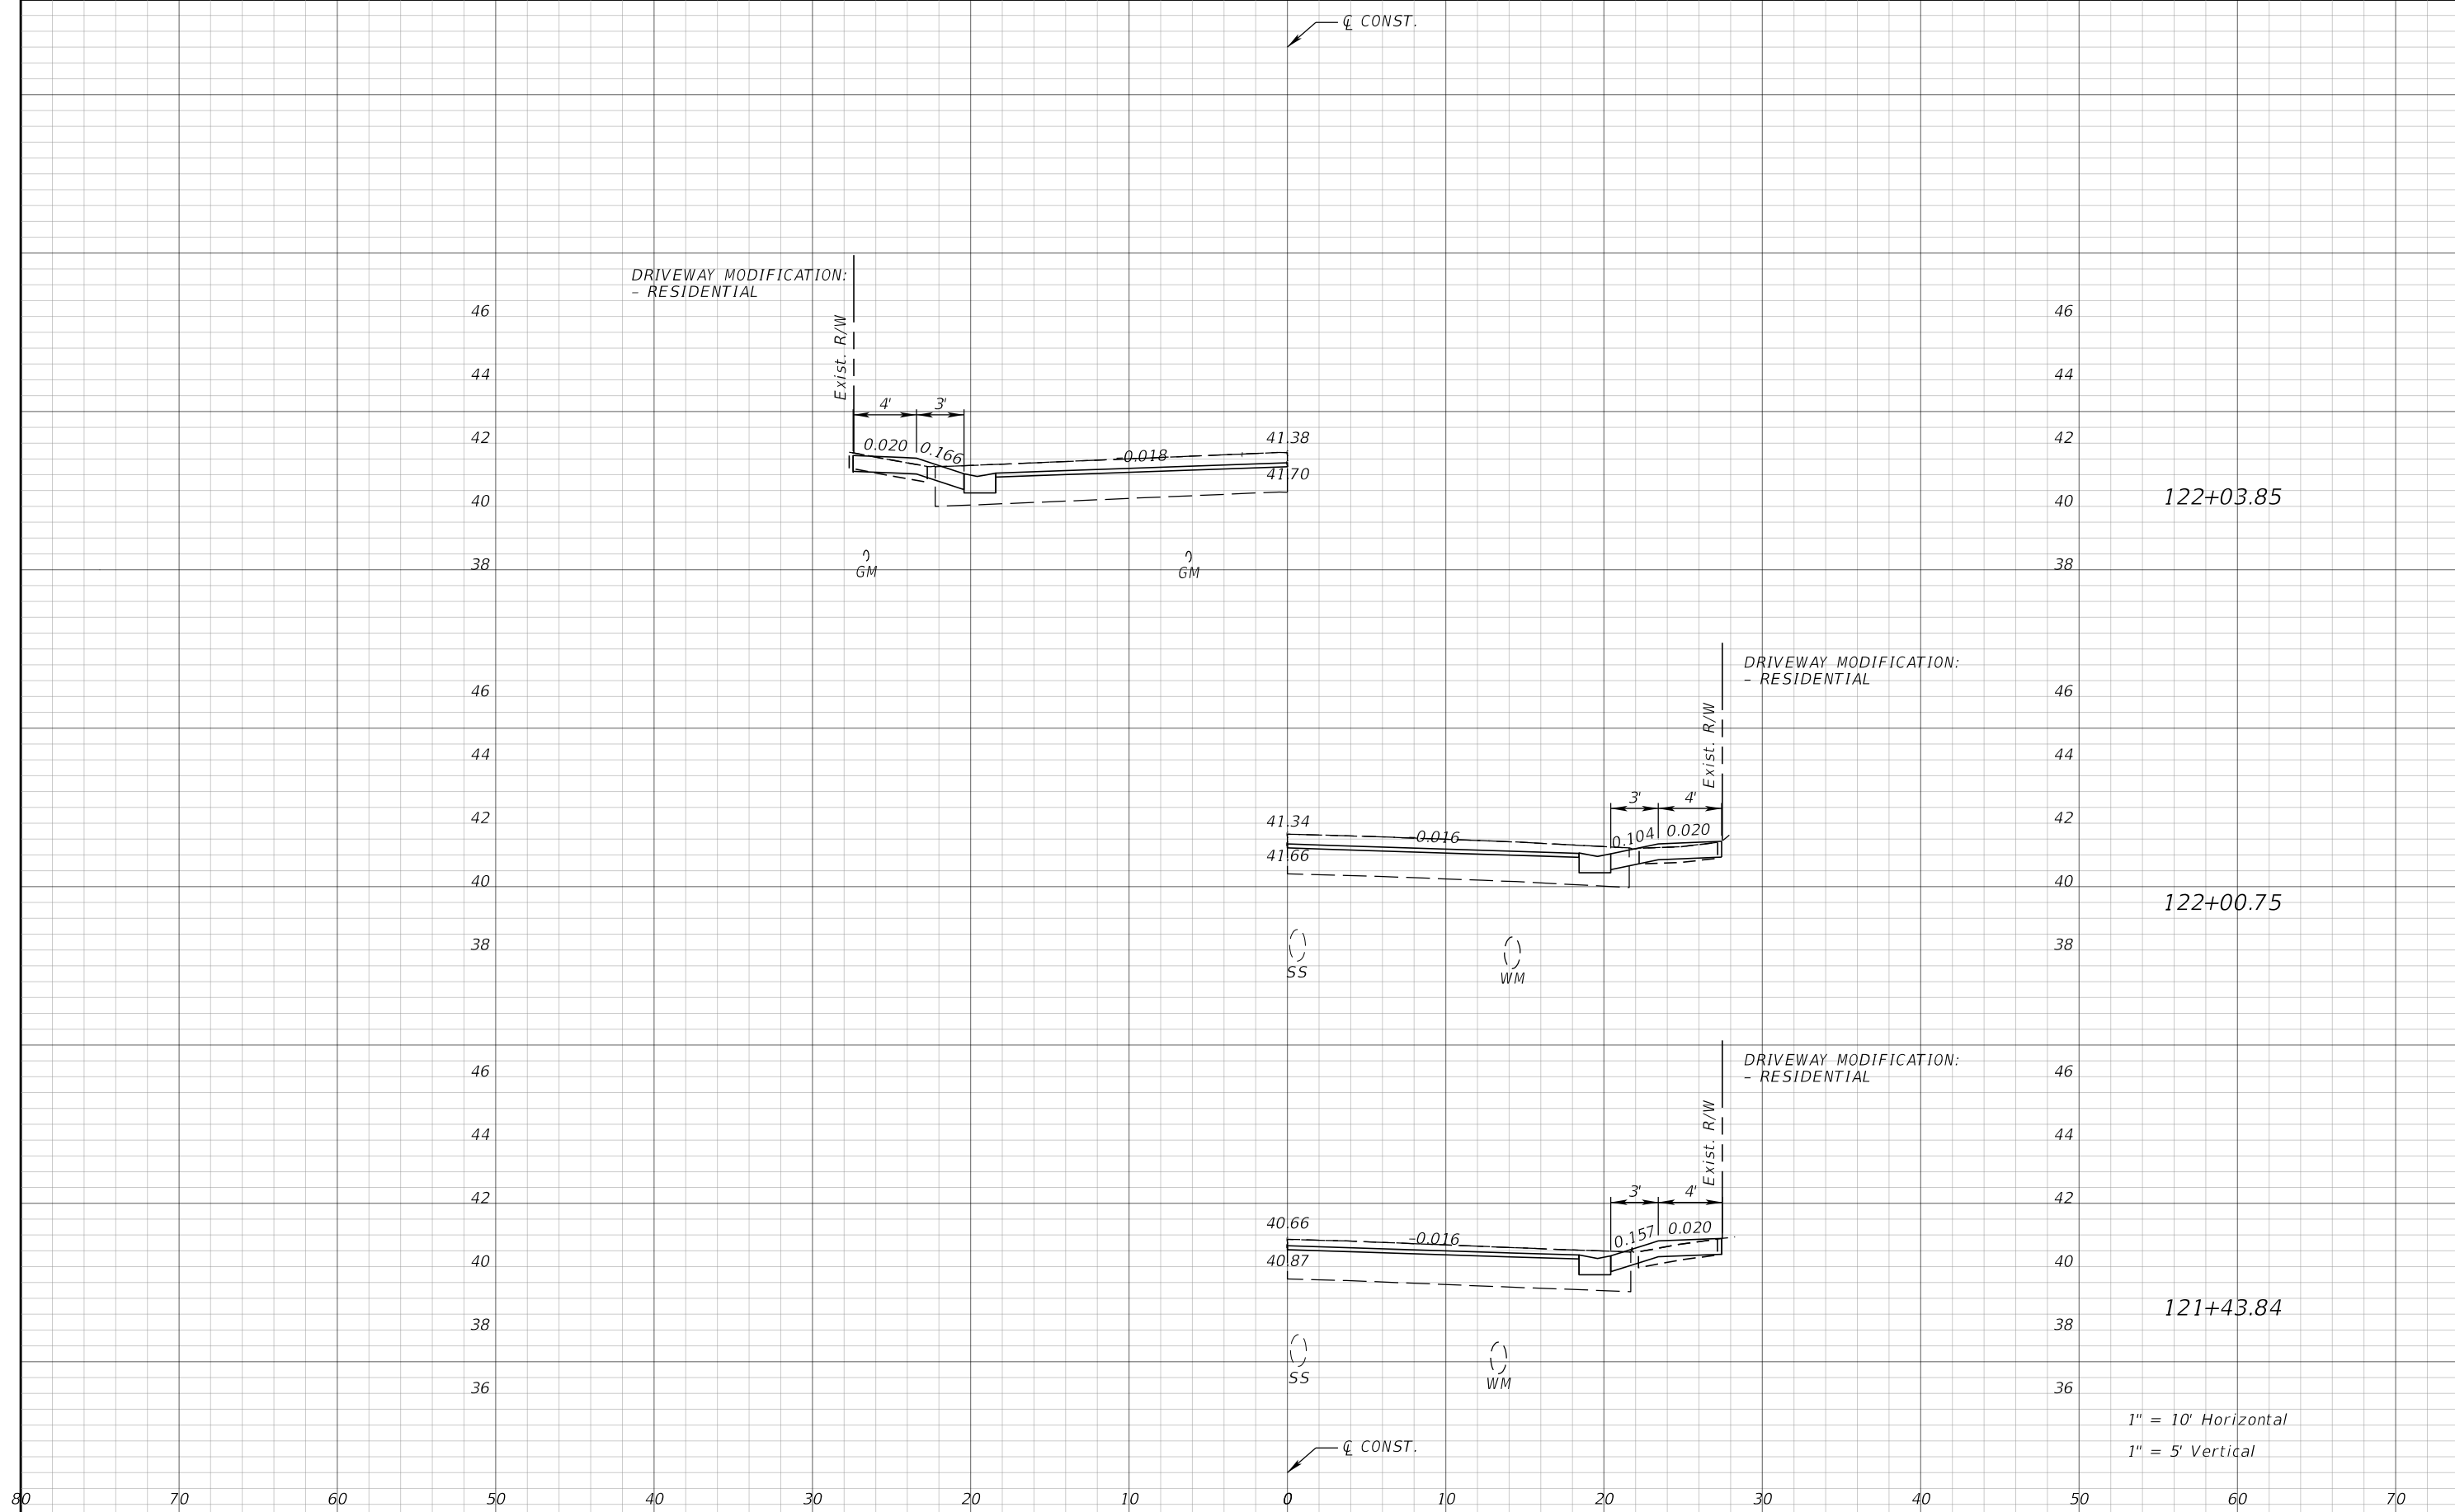 ℄ CONST.
DRIVEWAY MODIFICATION:
– RESIDENTIAL
Exist. R/W
46 46
44 44
4' 3'
42 0.020 0.166 -0.018 41.38 42
41.70
40 40 122+03.85
38 GM GM 38
DRIVEWAY MODIFICATION:
– RESIDENTIAL
Exist. R/W
46 46
44 44
3' 4'
42 41.34 -0.016 0.104 0.020 42
41.66
40 40 122+00.75
38 38
SS WM
DRIVEWAY MODIFICATION:
– RESIDENTIAL
Exist. R/W
46 46
44 44
3' 4'
42 42
40.66 -0.016 0.157 0.020
40 40.87 40
38 38 121+43.84
SS WM
36 36
1" = 10' Horizontal
℄ CONST.
1" = 5' Vertical
80 70 60 50 40 30 20 10 0 10 20 30 40 50 60 70